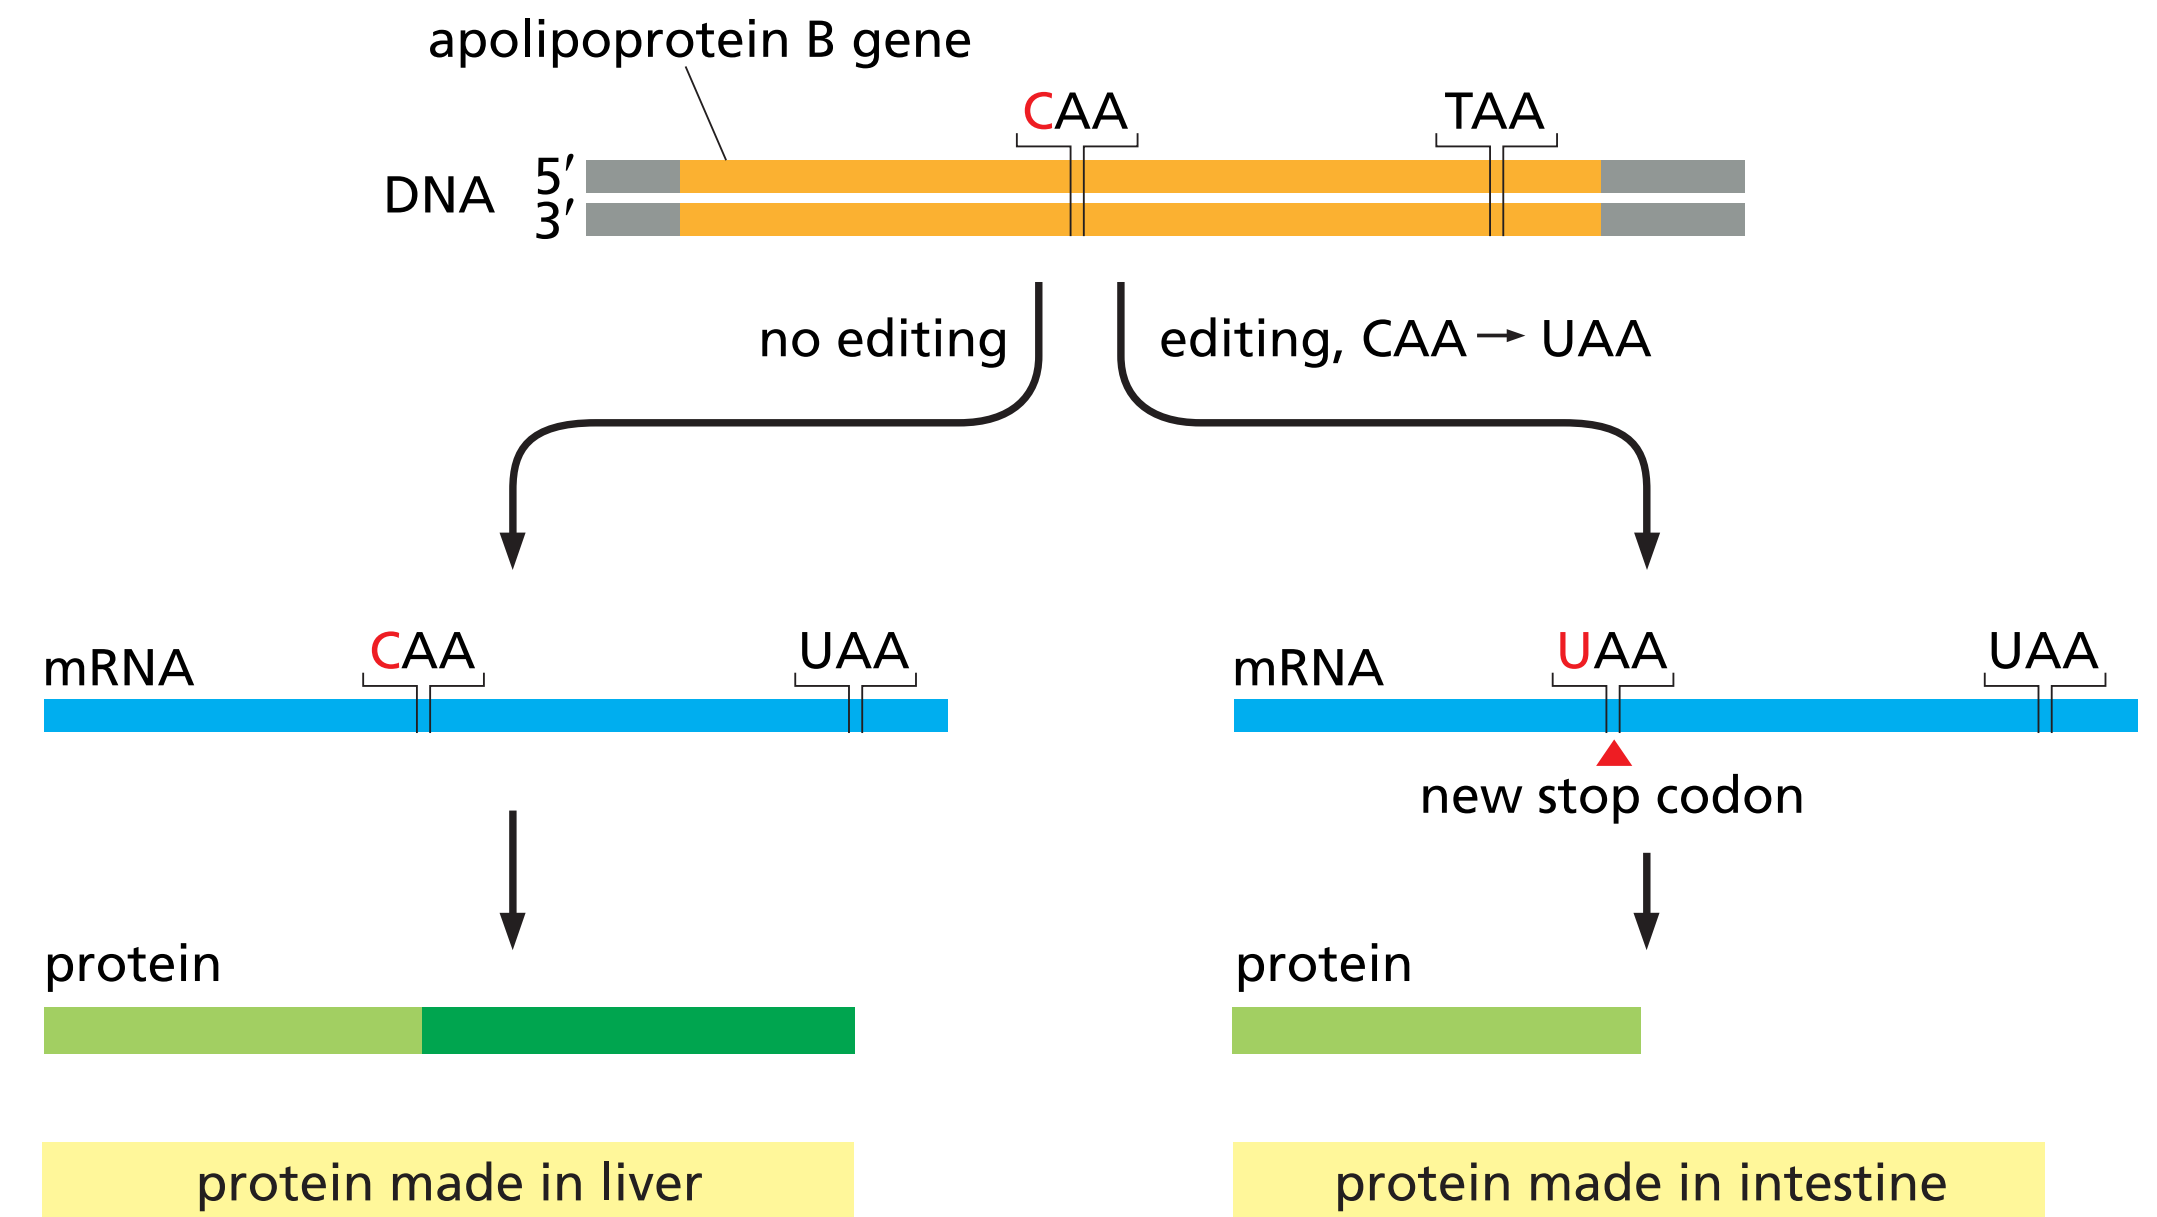 apolipoprotein B gene
CAA
TAA
DNA
5′
3′
no editing
editing, CAA → UAA
mRNA
CAA
UAA
mRNA
UAA
UAA
new stop codon
protein
protein
protein made in liver
protein made in intestine